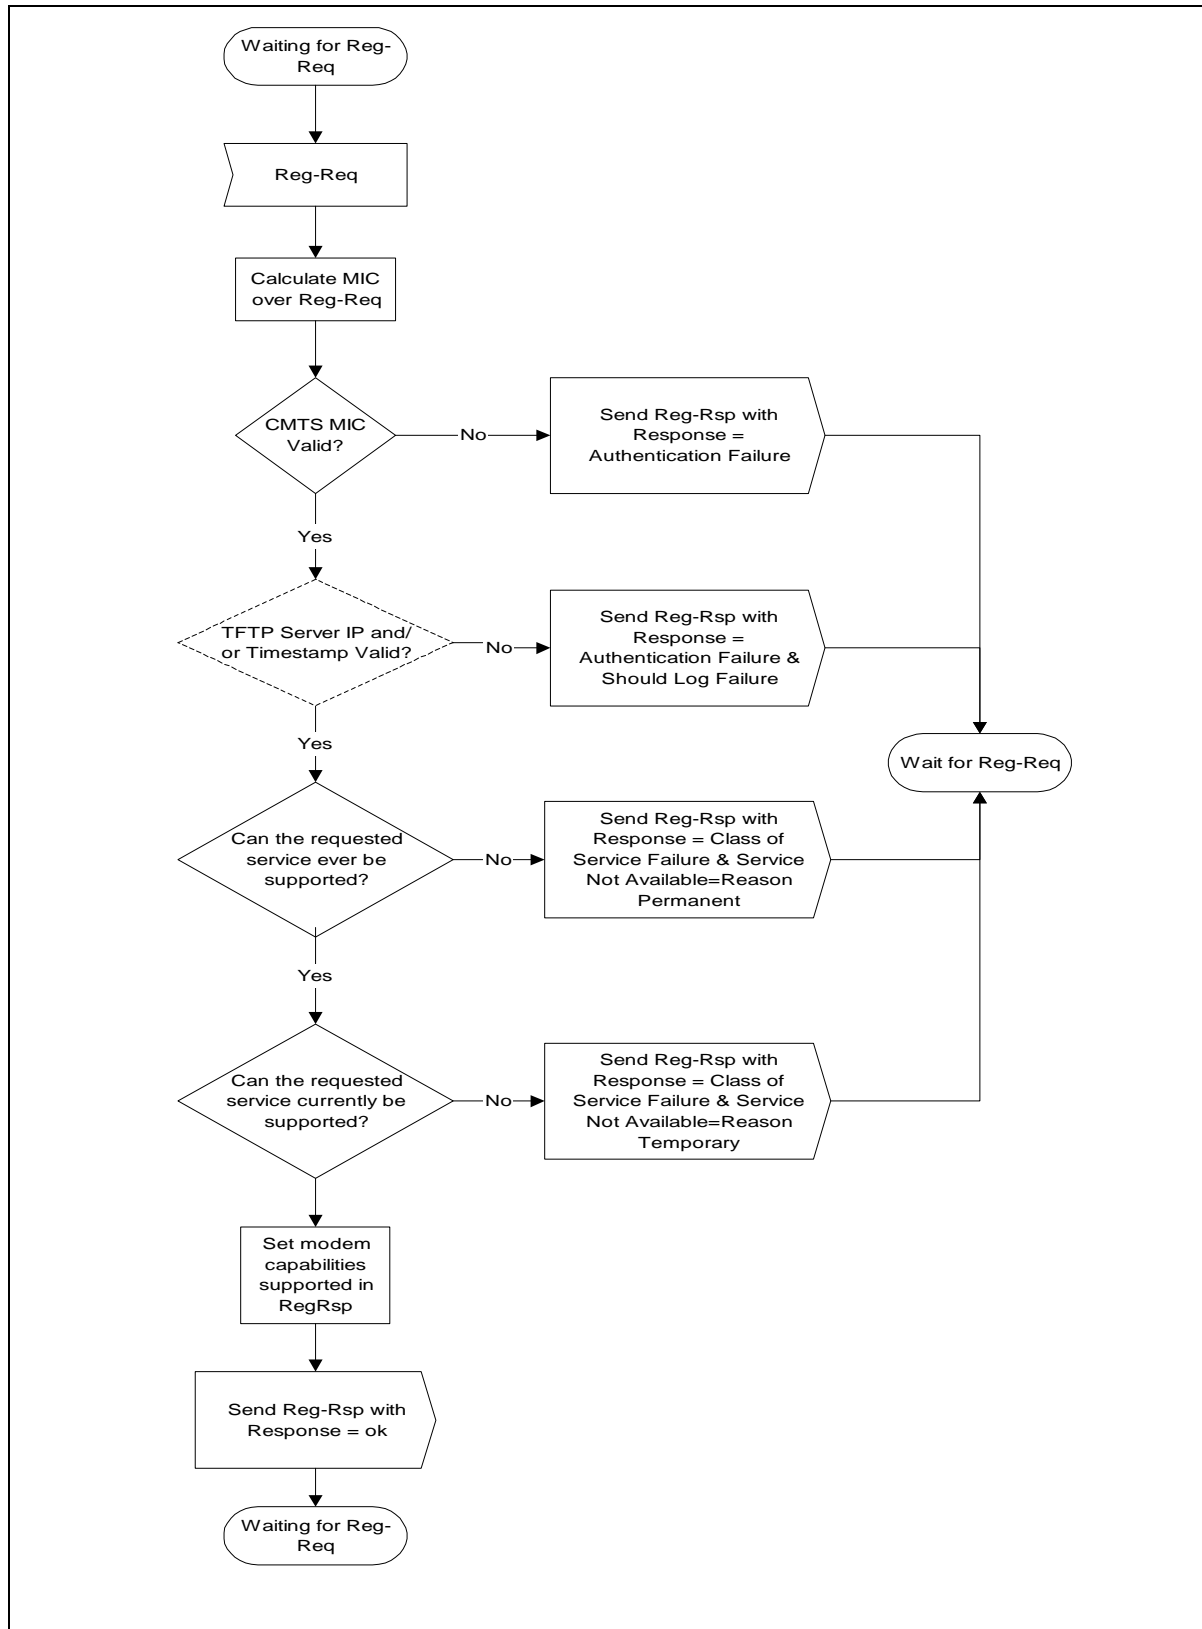 Waiting for Reg-
Req
Reg-Req
Calculate MIC
over Reg-Req
CMTS MIC
Valid?
No
Send Reg-Rsp with
Response =
Authentication Failure
Yes
TFTP Server IP and/
or Timestamp Valid?
No
Send Reg-Rsp with
Response =
Authentication Failure &
Should Log Failure
Yes
Wait for Reg-Req
Can the requested
service ever be
supported?
No
Send Reg-Rsp with
Response = Class of
Service Failure & Service
Not Available=Reason
Permanent
Yes
Can the requested
service currently be
supported?
No
Send Reg-Rsp with
Response = Class of
Service Failure & Service
Not Available=Reason
Temporary
Set modem
capabilities
supported in
RegRsp
Send Reg-Rsp with
Response = ok
Waiting for Reg-
Req